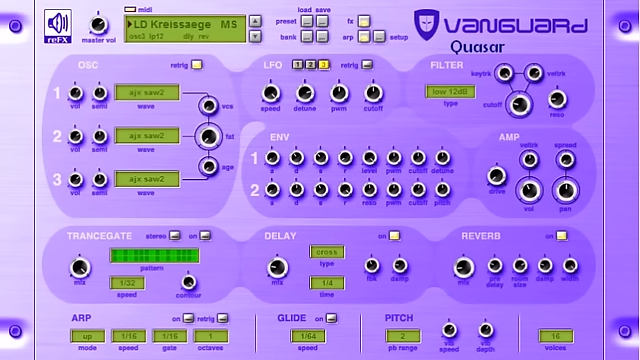 midi
load save
LD Kreissaege MS
osc3 lp12 dly rev
preset
bank
fx
arp
setup
VANGUARD
Quasar
reFX
master vol
OSC
retrig
1
vol
semi
ajx saw2
wave
vcs
2
vol
semi
ajx saw2
wave
fat
3
vol
semi
ajx saw2
wave
age
LFO
1 2 3
retrig
speed
detune
pwm
cutoff
FILTER
keytrk
veltrk
low 12dB
type
cutoff
reso
ENV
1
a d s r level pwm cutoff detune
2
a d s r reso pwm cutoff pitch
AMP
veltrk
spread
drive
vol
pan
TRANCEGATE
stereo
on
mix
pattern
1/32
speed
contour
DELAY
on
mix
cross
type
1/4
time
fbk
damp
REVERB
on
mix
pre delay
room size
damp
width
ARP
on
retrig
up
mode
1/16
speed
1/16
gate
1
octaves
GLIDE
on
1/64
speed
PITCH
2
pb range
vib speed
vib depth
16
voices